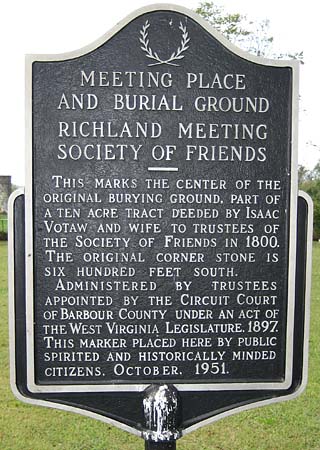 MEETING PLACE
AND BURIAL GROUND
RICHLAND MEETING
SOCIETY OF FRIENDS
THIS MARKS THE CENTER OF THE
ORIGINAL BURYING GROUND, PART OF
A TEN ACRE TRACT DEEDED BY ISAAC
VOTAW AND WIFE TO TRUSTEES OF
THE SOCIETY OF FRIENDS IN 1800.
THE ORIGINAL CORNER STONE IS
SIX HUNDRED FEET SOUTH.
ADMINISTERED BY TRUSTEES
APPOINTED BY THE CIRCUIT COURT
OF BARBOUR COUNTY UNDER AN ACT OF
THE WEST VIRGINIA LEGISLATURE, 1897.
THIS MARKER PLACED HERE BY PUBLIC
SPIRITED AND HISTORICALLY MINDED
CITIZENS, OCTOBER, 1951.